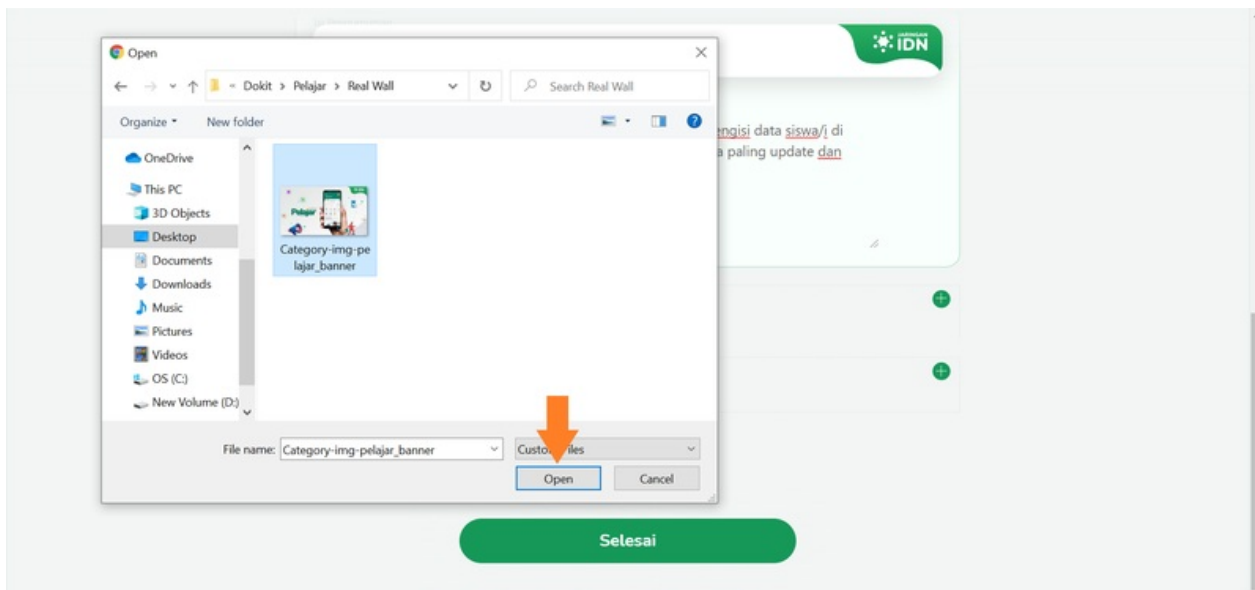 Open
« Dokit > Pelajar > Real Wall
Search Real Wall
Organize
New folder
OneDrive
This PC
3D Objects
Desktop
Documents
Downloads
Music
Pictures
Videos
OS (C:)
New Volume (D:)
Pelajar
Category-img-pe
lajar_banner
File name: Category-img-pelajar_banner
Open
Cancel
JARINGAN
IDN
engisi data siswa/i di
a paling update dan
Selesai